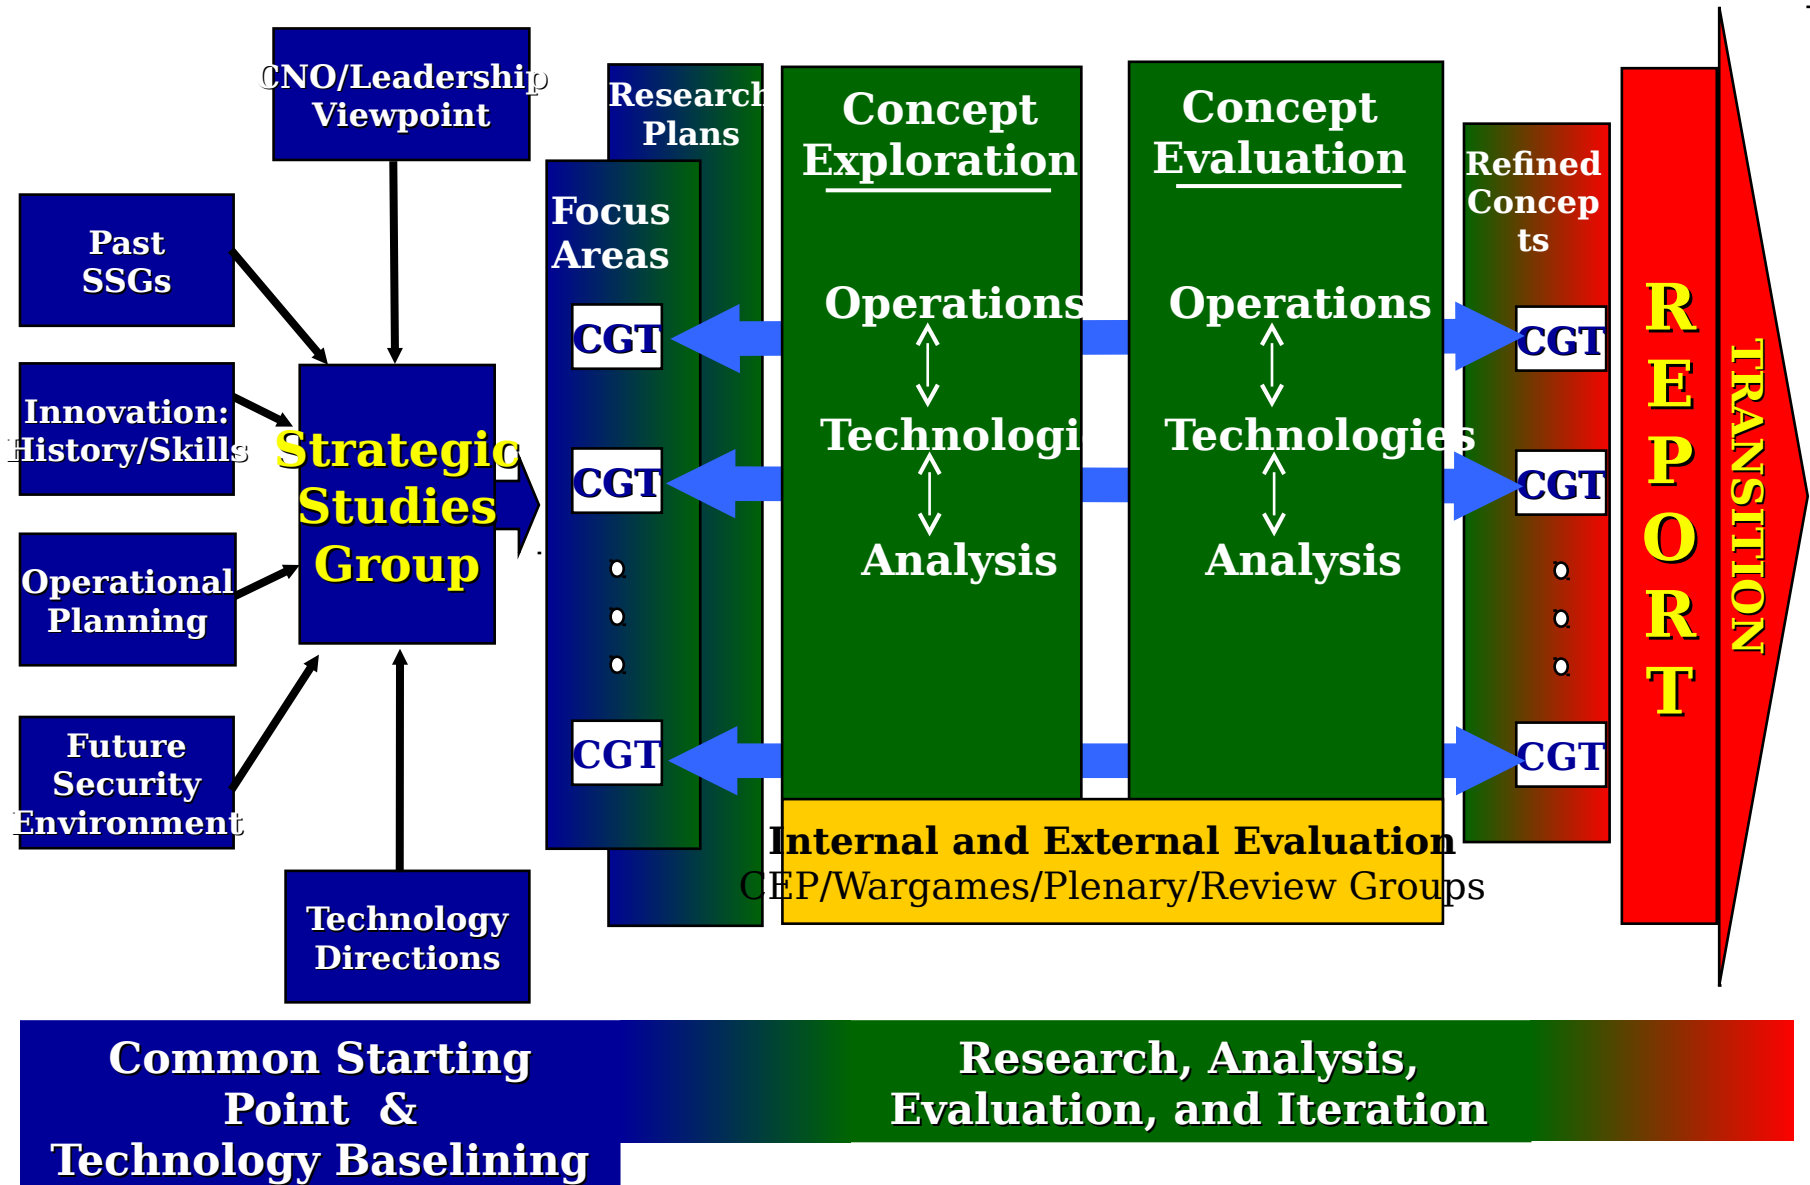 CNO/Leadership
Viewpoint
Past
SSGs
Innovation:
History/Skills
Operational
Planning
Future
Security
Environment
Technology
Directions
Strategic
Studies
Group
Research
Plans
Focus
Areas
CGT
CGT
CGT
Concept
Exploration
Operations
Technologi
Analysis
Concept
Evaluation
Operations
Technologies
Analysis
Internal and External Evaluation
CEP/Wargames/Plenary/Review Groups
Refined
Concep
ts
CGT
CGT
CGT
REPORT
TRANSITION
Common Starting
Point &
Technology Baselining
Research, Analysis,
Evaluation, and Iteration